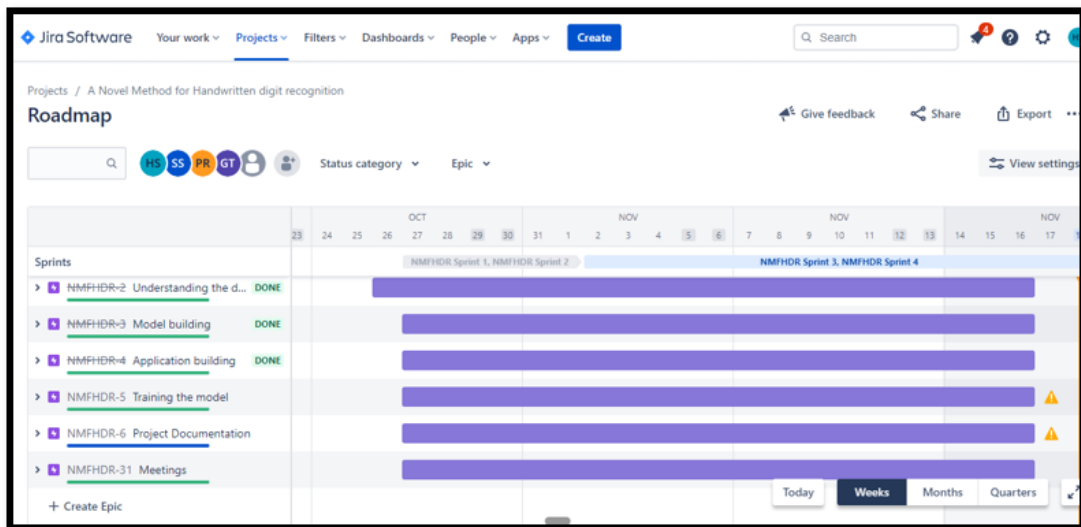 Jira Software Your work Projects Filters Dashboards People Apps Create Search 4
Projects / A Novel Method for Handwritten digit recognition
Roadmap Give feedback Share Export
HS SS PR GT Status category Epic View settings
OCT NOV NOV NOV
23 24 25 26 27 28 29 30 31 1 2 3 4 5 6 7 8 9 10 11 12 13 14 15 16 17
Sprints NMFHDR Sprint 1, NMFHDR Sprint 2 NMFHDR Sprint 3, NMFHDR Sprint 4
NMFHDR-2 Understanding the d... DONE
NMFHDR-3 Model building DONE
NMFHDR-4 Application building DONE
NMFHDR-5 Training the model
NMFHDR-6 Project Documentation
NMFHDR-31 Meetings
Today Weeks Months Quarters
+ Create Epic